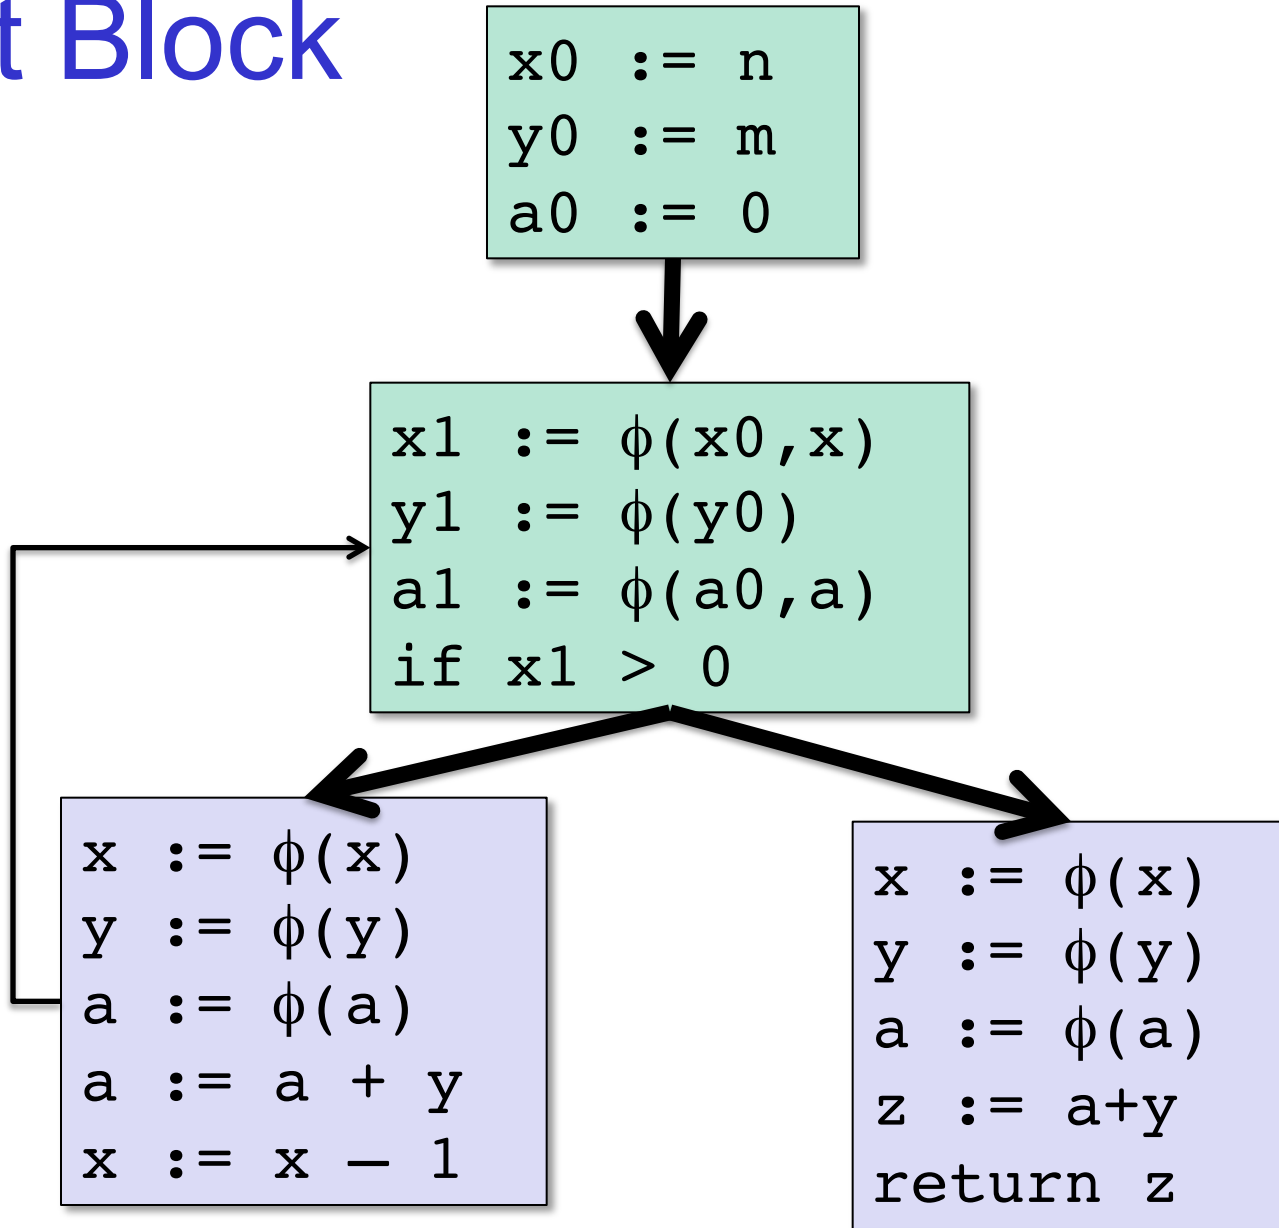 t Block
x0 := n
y0 := m
a0 := 0
x1 := ϕ(x0,x)
y1 := ϕ(y0)
a1 := ϕ(a0,a)
if x1 > 0
x := ϕ(x)
y := ϕ(y)
a := ϕ(a)
a := a + y
x := x – 1
x := ϕ(x)
y := ϕ(y)
a := ϕ(a)
z := a+y
return z